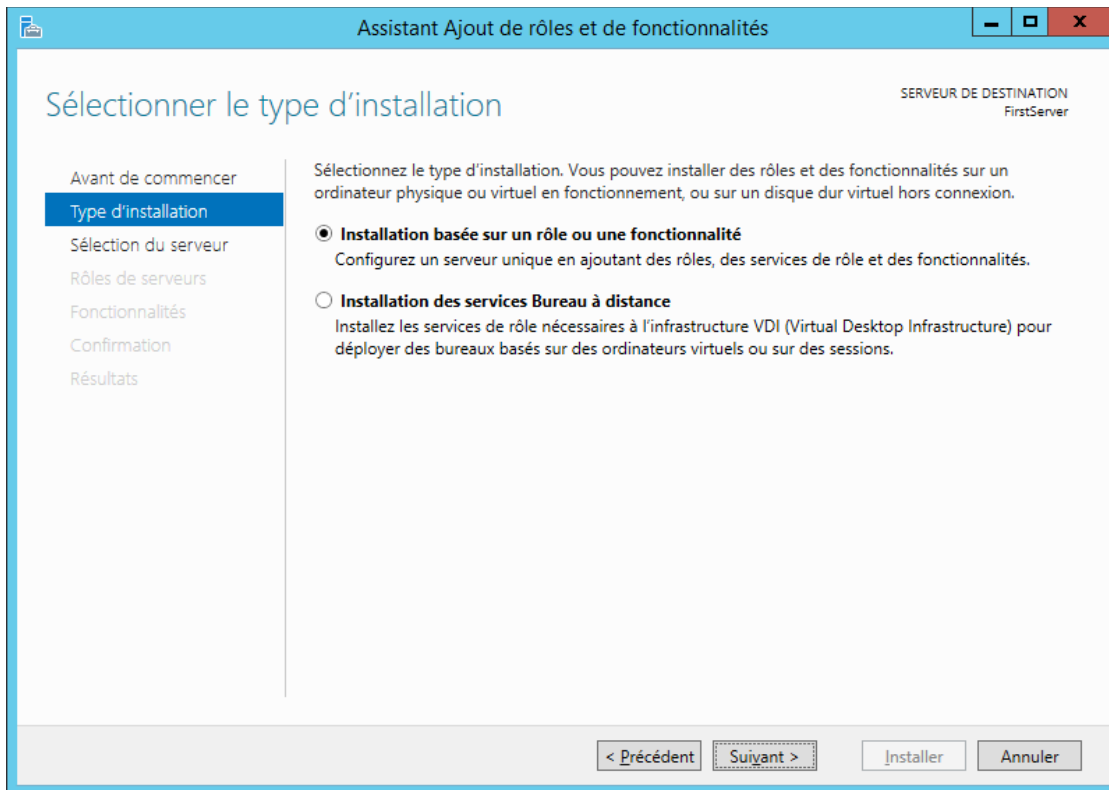 Assistant Ajout de rôles et de fonctionnalités
Sélectionner le type d’installation
SERVEUR DE DESTINATION
FirstServer
Avant de commencer
Type d’installation
Sélection du serveur
Rôles de serveurs
Fonctionnalités
Confirmation
Résultats
Sélectionnez le type d’installation. Vous pouvez installer des rôles et des fonctionnalités sur un
ordinateur physique ou virtuel en fonctionnement, ou sur un disque dur virtuel hors connexion.
Installation basée sur un rôle ou une fonctionnalité
Configurez un serveur unique en ajoutant des rôles, des services de rôle et des fonctionnalités.
Installation des services Bureau à distance
Installez les services de rôle nécessaires à l’infrastructure VDI (Virtual Desktop Infrastructure) pour
déployer des bureaux basés sur des ordinateurs virtuels ou sur des sessions.
< Précédent
Suivant >
Installer
Annuler